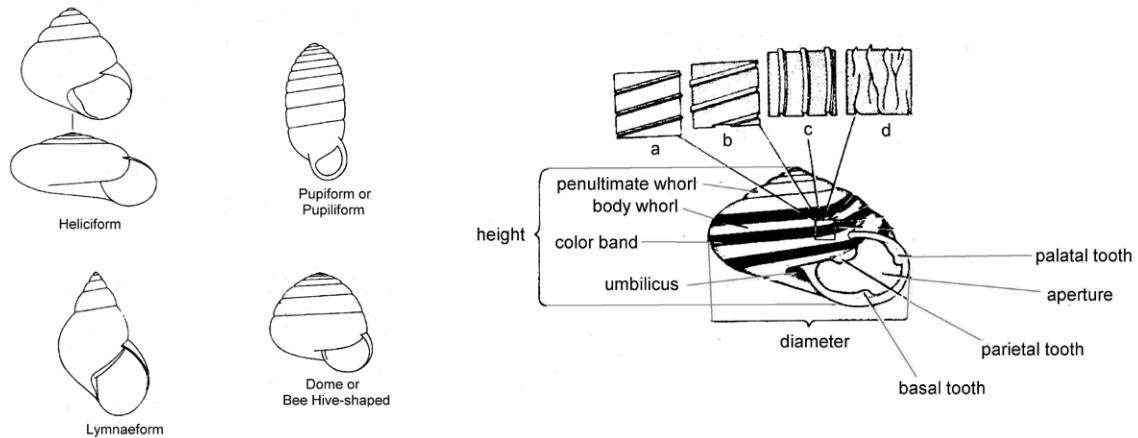 Heliciform
Pupiform or
Pupiliform
Lymnaeform
Dome or
Bee Hive-shaped
a
b
c
d
penultimate whorl
body whorl
height
color band
umbilicus
palatal tooth
aperture
diameter
parietal tooth
basal tooth